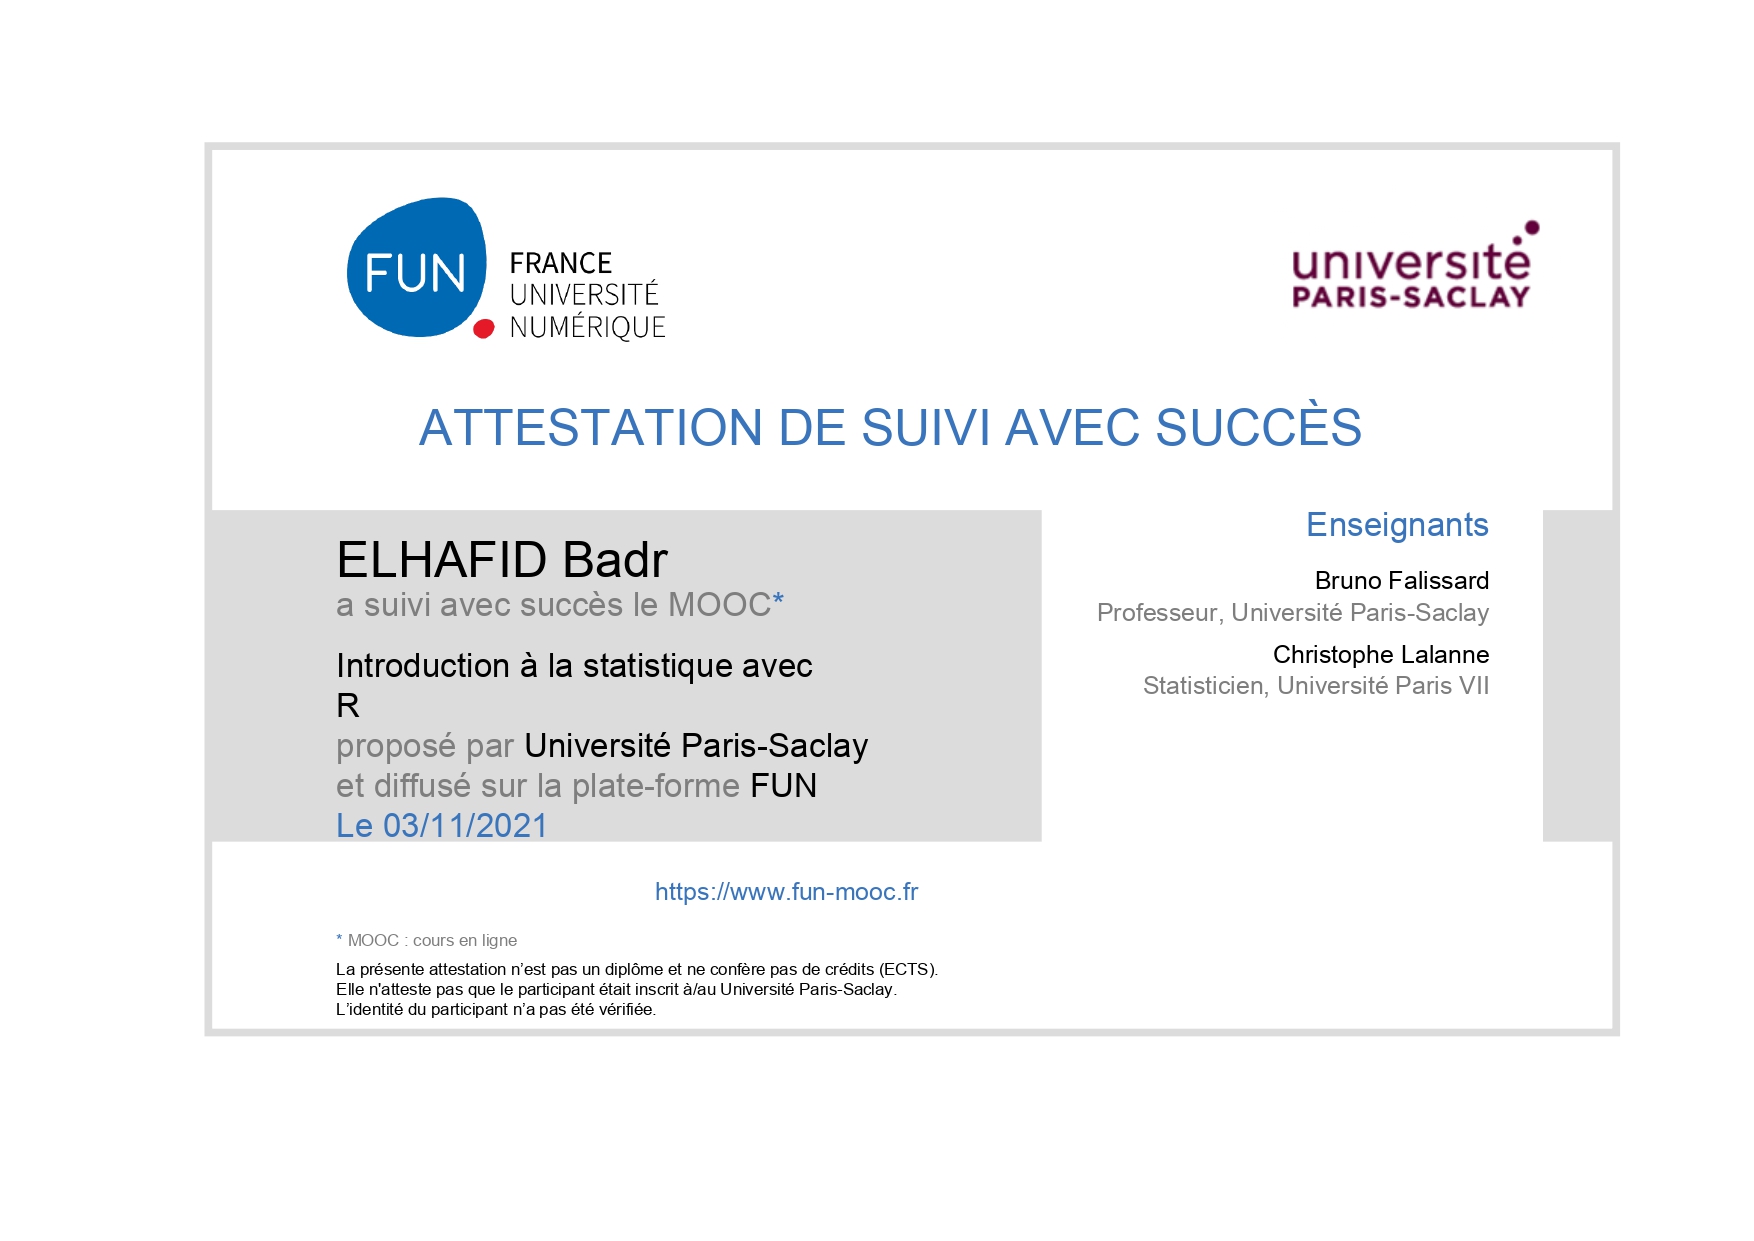 FUN
FRANCE
UNIVERSITÉ
NUMÉRIQUE
université
PARIS-SACLAY
ATTESTATION DE SUIVI AVEC SUCCÈS
ELHAFID Badr
a suivi avec succès le MOOC*
Introduction à la statistique avec
R
proposé par Université Paris-Saclay
et diffusé sur la plate-forme FUN
Le 03/11/2021
Enseignants
Bruno Falissard
Professeur, Université Paris-Saclay
Christophe Lalanne
Statisticien, Université Paris VII
https://www.fun-mooc.fr
* MOOC : cours en ligne
La présente attestation n’est pas un diplôme et ne confère pas de crédits (ECTS).
Elle n'atteste pas que le participant était inscrit à/au Université Paris-Saclay.
L’identité du participant n’a pas été vérifiée.